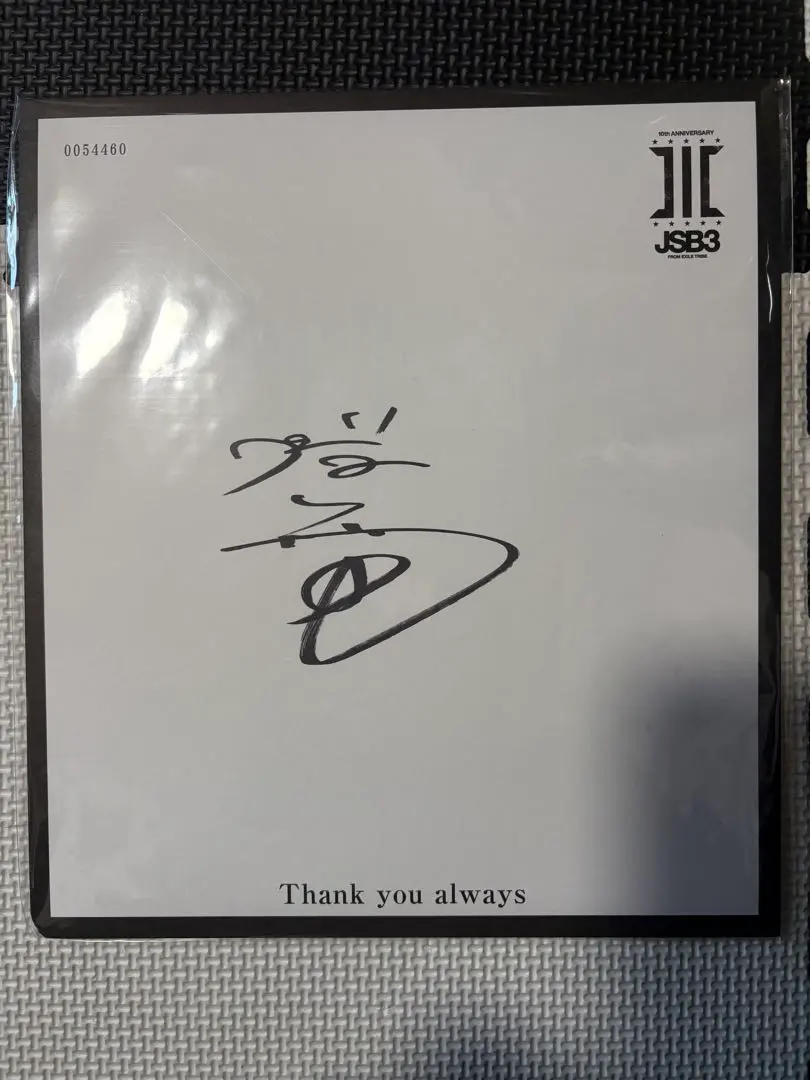 0054460
10th ANNIVERSARY
JSB3
FROM EXILE TRIBE
Thank you always